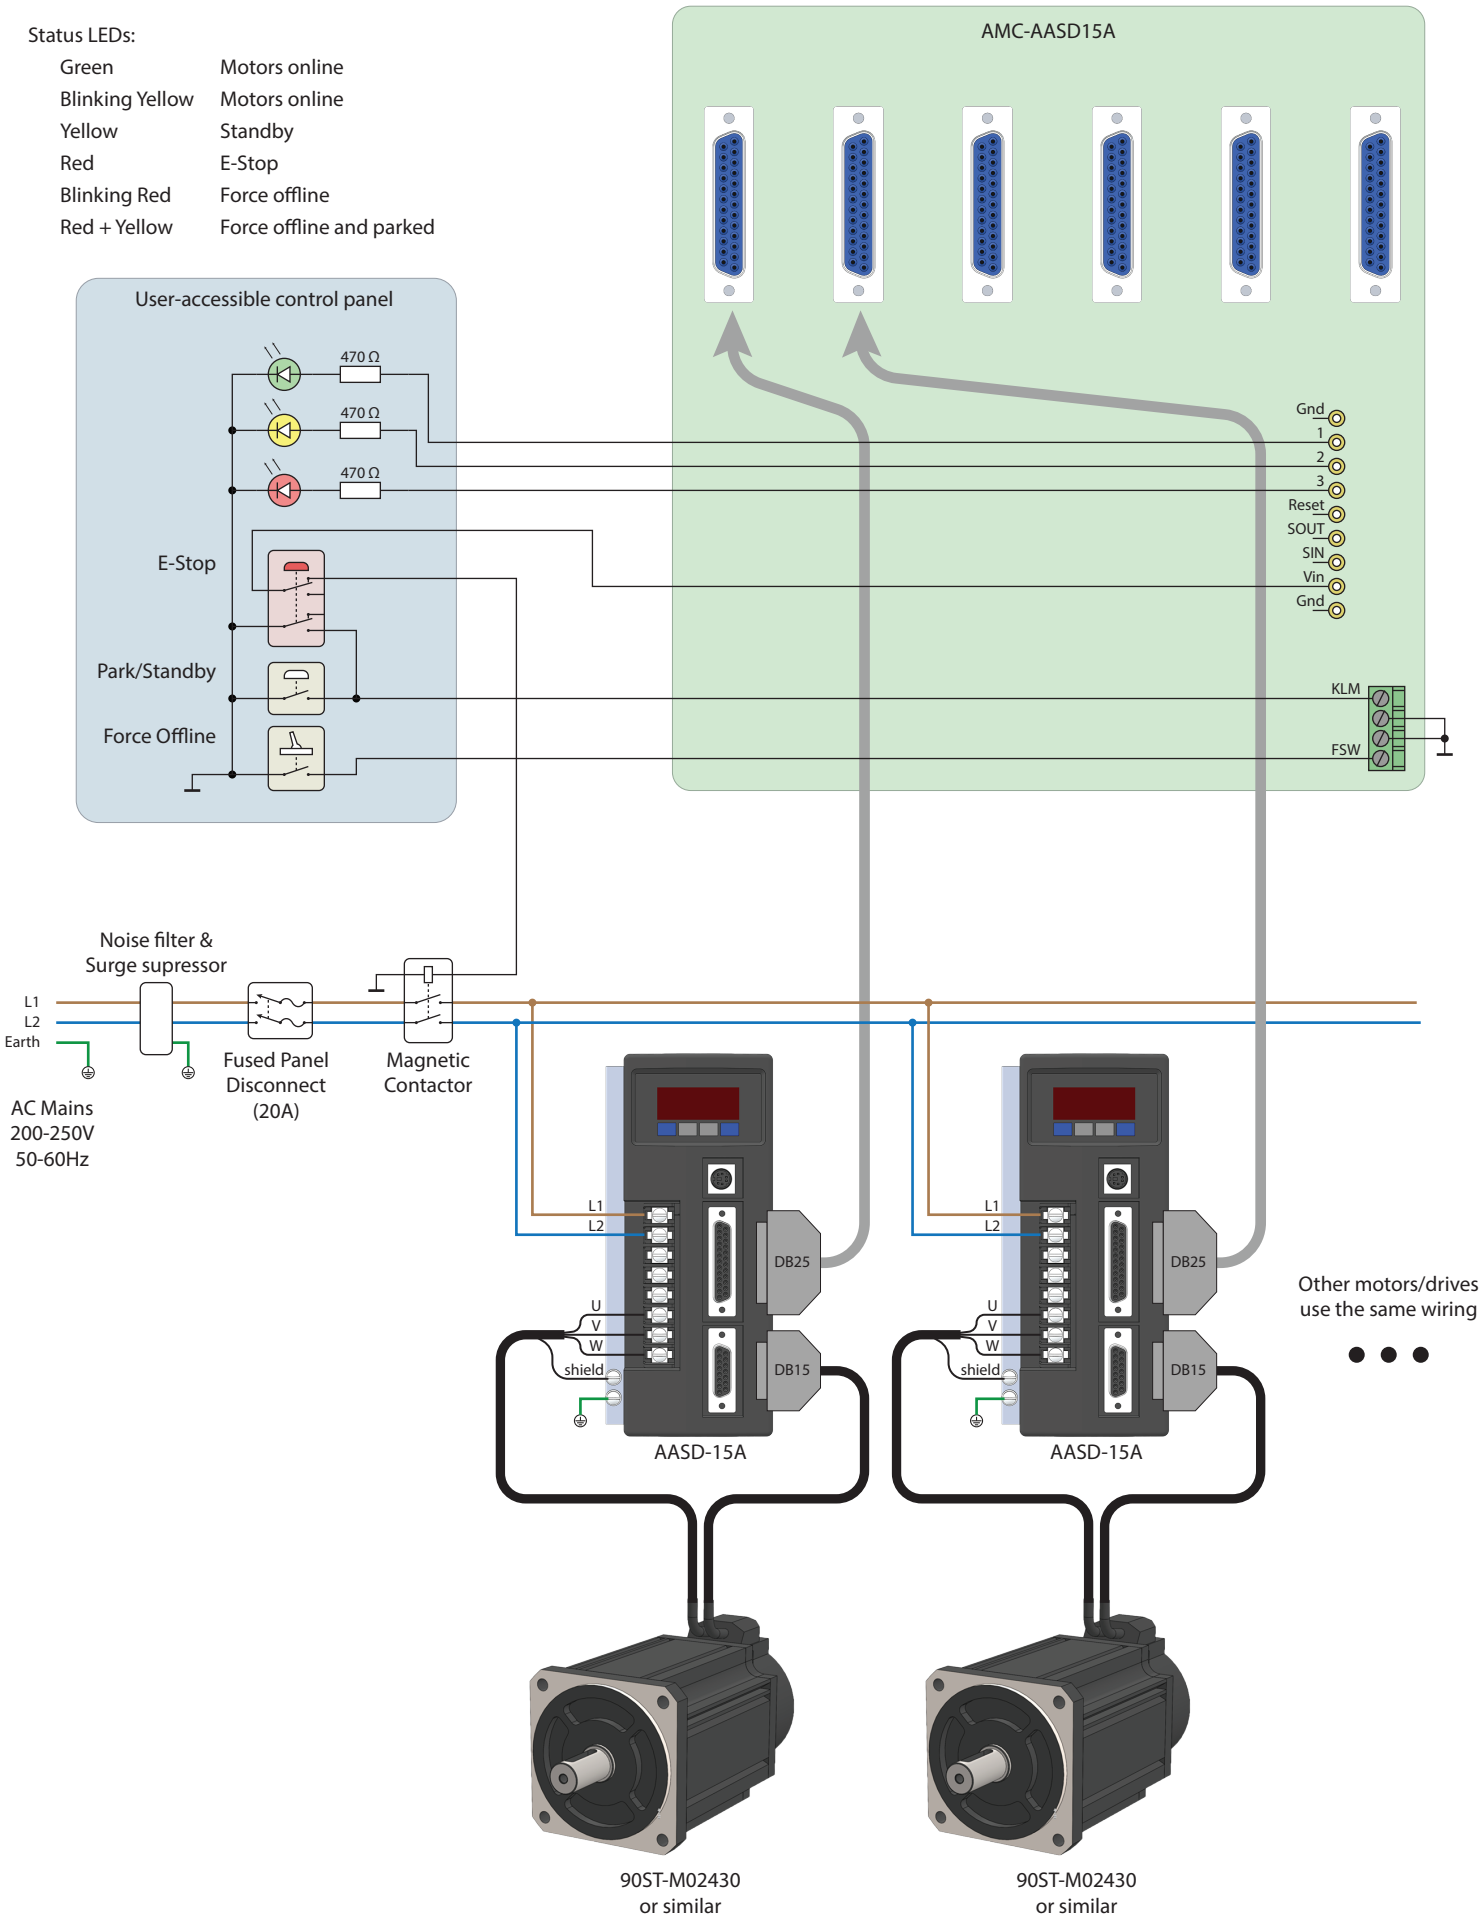 Status LEDs:
Green Motors online
Blinking Yellow Motors online
Yellow Standby
Red E-Stop
Blinking Red Force offline
Red + Yellow Force offline and parked
AMC-AASD15A
User-accessible control panel
470 Ω
470 Ω
470 Ω
E-Stop
Park/Standby
Force Offline
Gnd
1
2
3
Reset
SOUT
SIN
Vin
Gnd
KLM
FSW
Noise filter &
Surge supressor
L1
L2
Earth
AC Mains
200-250V
50-60Hz
Fused Panel
Disconnect
(20A)
Magnetic
Contactor
L1
L2
U
V
W
shield
DB25
DB15
AASD-15A
L1
L2
U
V
W
shield
DB25
DB15
AASD-15A
Other motors/drives
use the same wiring
90ST-M02430
or similar
90ST-M02430
or similar